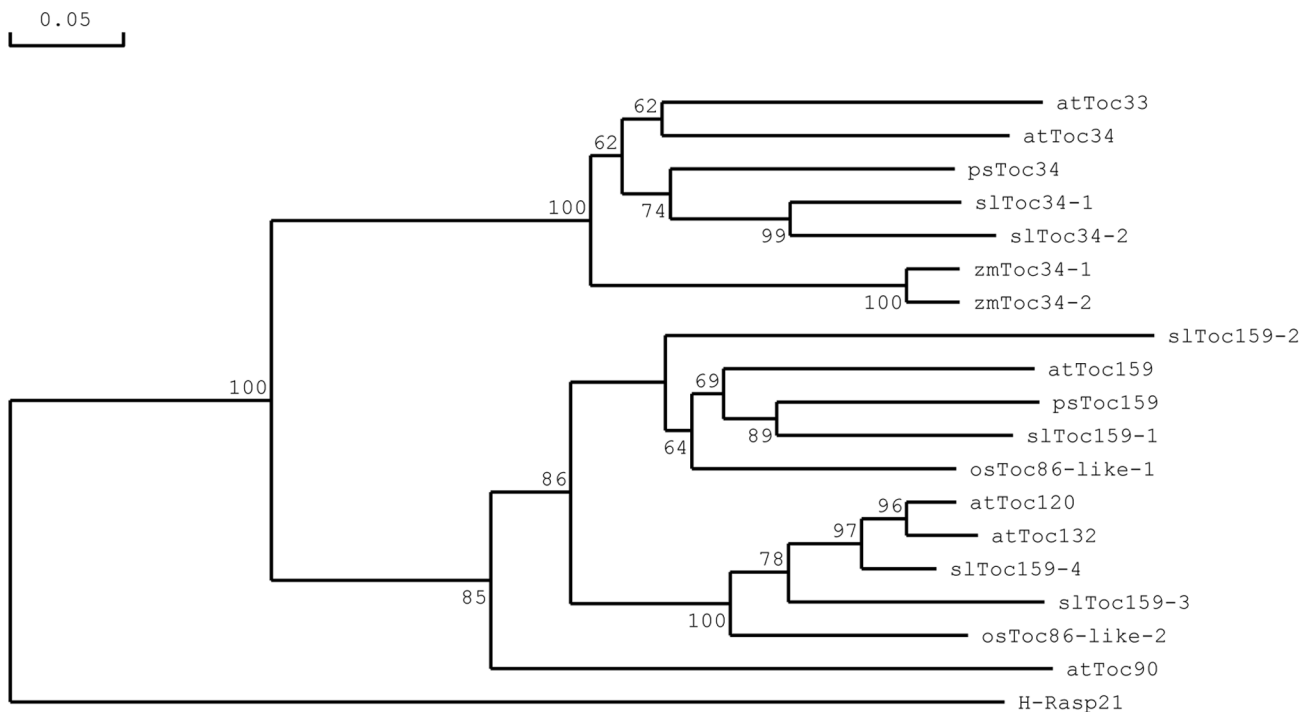 0.05
62
atToc33
atToc34
62
psToc34
74
slToc34-1
99
slToc34-2
100
zmToc34-1
100
zmToc34-2
100
slToc159-2
69
atToc159
psToc159
89
slToc159-1
64
osToc86-like-1
86
96
atToc120
97
atToc132
78
slToc159-4
slToc159-3
100
osToc86-like-2
85
atToc90
H-Rasp21